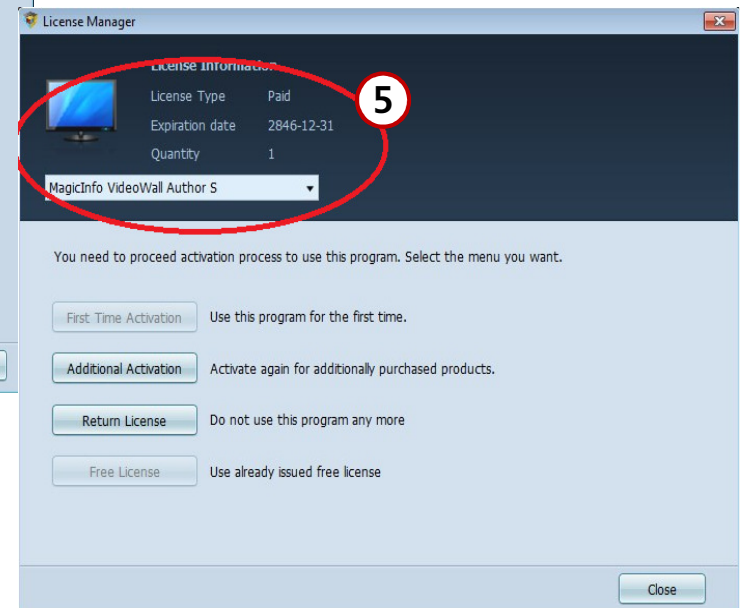 License Manager
License Information
License Type Paid
5
Expiration date 2846-12-31
Quantity 1
MagicInfo VideoWall Author S
You need to proceed activation process to use this program. Select the menu you want.
First Time Activation Use this program for the first time.
Additional Activation Activate again for additionally purchased products.
Return License Do not use this program any more
Free License Use already issued free license
Close